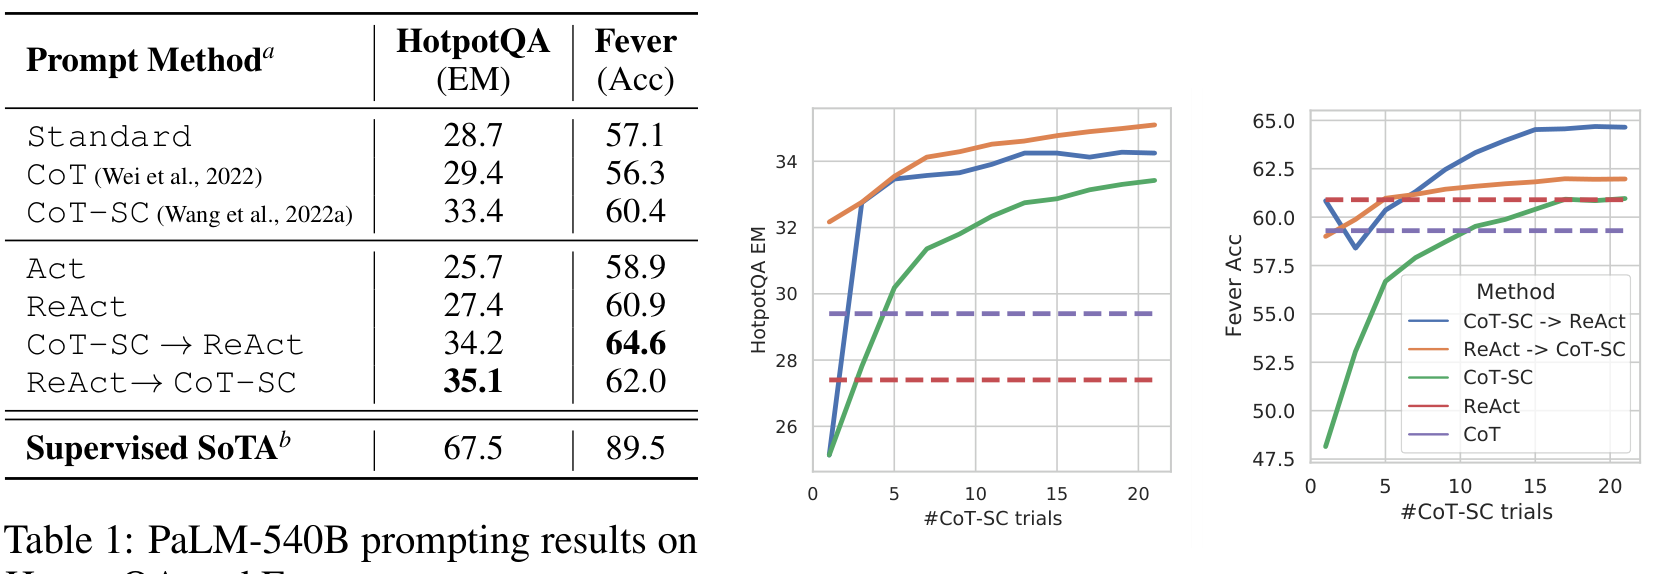 Prompt Method^a | HotpotQA (EM) | Fever (Acc)
Standard 28.7 57.1
CoT (Wei et al., 2022) 29.4 56.3
CoT-SC (Wang et al., 2022a) 33.4 60.4
Act 25.7 58.9
ReAct 27.4 60.9
CoT-SC → ReAct 34.2 64.6
ReAct → CoT-SC 35.1 62.0
Supervised SoTA^b 67.5 89.5
Table 1: PaLM-540B prompting results on
HotpotQA EM
34
32
30
28
26
0 5 10 15 20
#CoT-SC trials
Fever Acc
65.0
62.5
60.0
57.5
55.0
52.5
50.0
47.5
0 5 10 15 20
#CoT-SC trials
Method
CoT-SC -> ReAct
ReAct -> CoT-SC
CoT-SC
ReAct
CoT